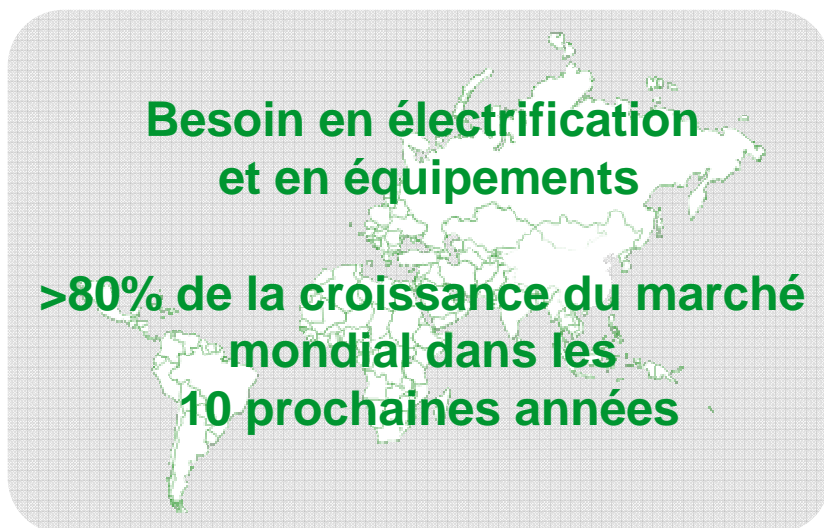 Besoin en électrification
et en équipements
>80% de la croissance du marché
mondial dans les
10 prochaines années